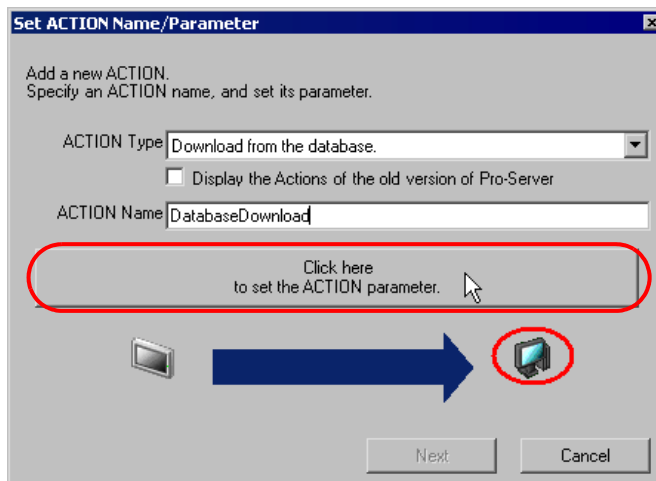 Set ACTION Name/Parameter
Add a new ACTION.
Specify an ACTION name, and set its parameter.
ACTION Type Download from the database.
Display the Actions of the old version of Pro-Server
ACTION Name DatabaseDownload
Click here
to set the ACTION parameter.
Next Cancel